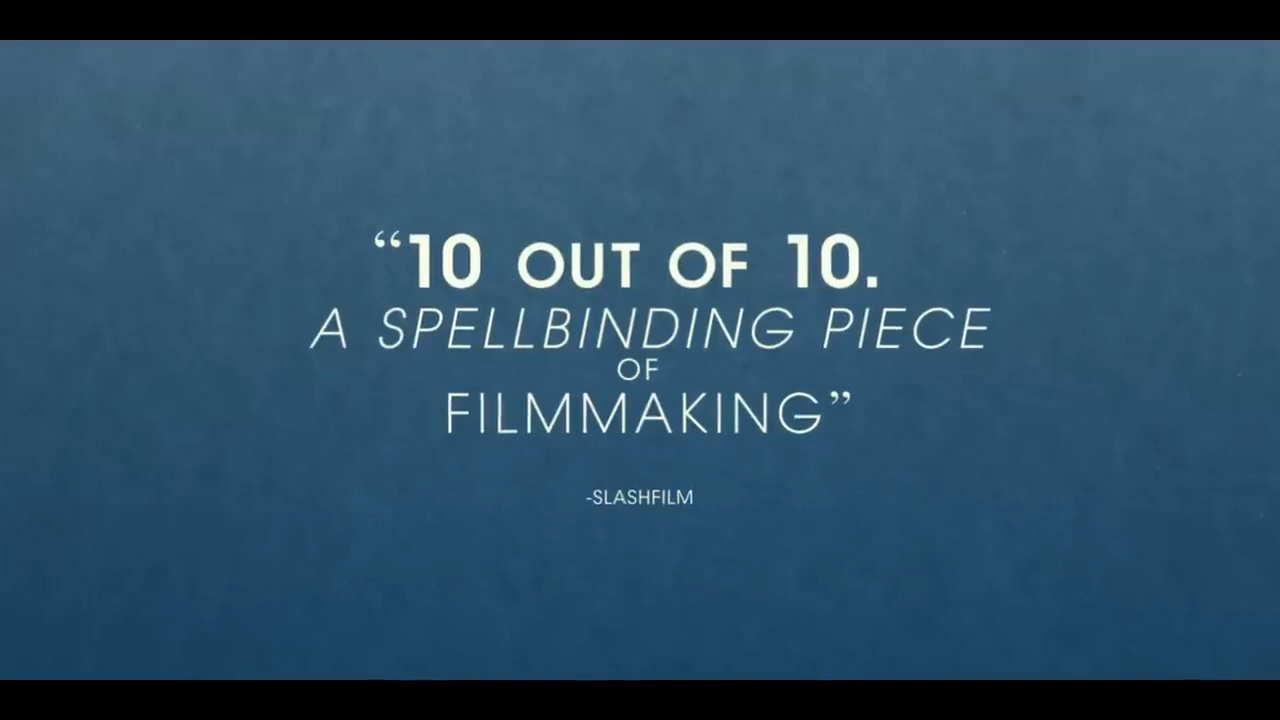 “10 OUT OF 10.
A SPELLBINDING PIECE
OF
FILMMAKING”
-SLASHFILM